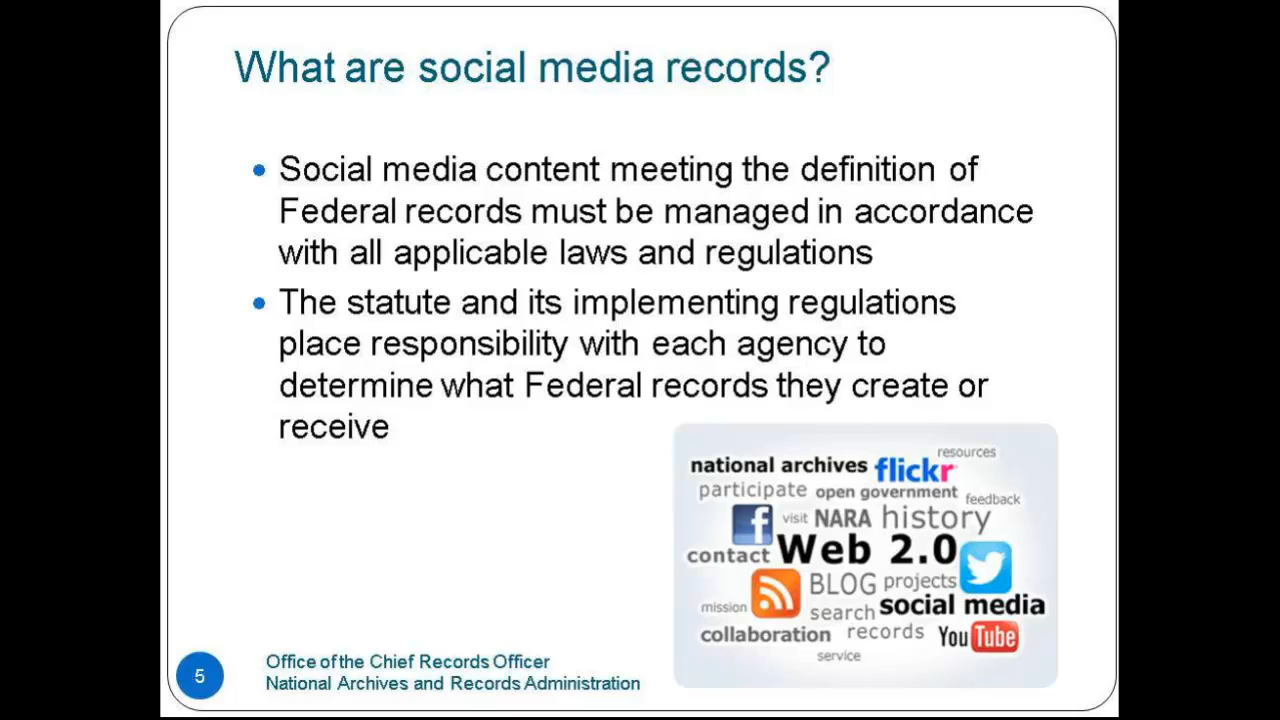 What are social media records?
• Social media content meeting the definition of
Federal records must be managed in accordance
with all applicable laws and regulations
• The statute and its implementing regulations
place responsibility with each agency to
determine what Federal records they create or
receive
resources
national archives flickr
participate open government feedback
f visit NARA history
contact Web 2.0
BLOG projects
mission search social media
collaboration records YouTube
service
5
Office of the Chief Records Officer
National Archives and Records Administration